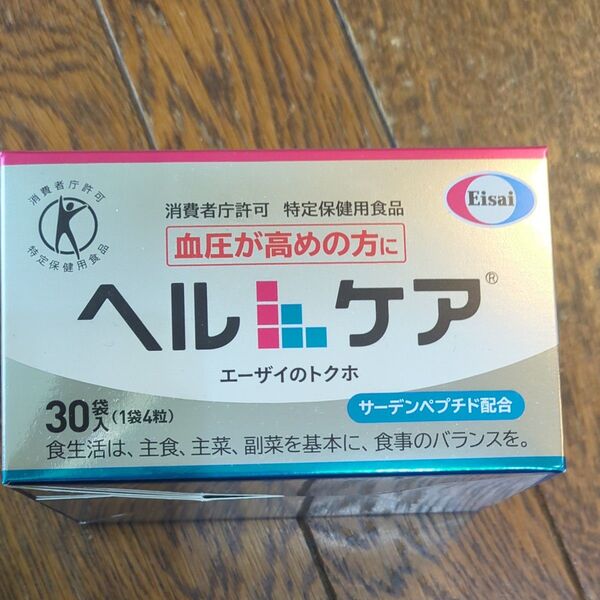 消費者庁許可
特定保健用食品
消費者庁許可 特定保健用食品
Eisai
血圧が高めの方に
ヘルケア®
エーザイのトクホ
30袋入(1袋4粒)
サーデンペプチド配合
食生活は、主食、主菜、副菜を基本に、食事のバランスを。